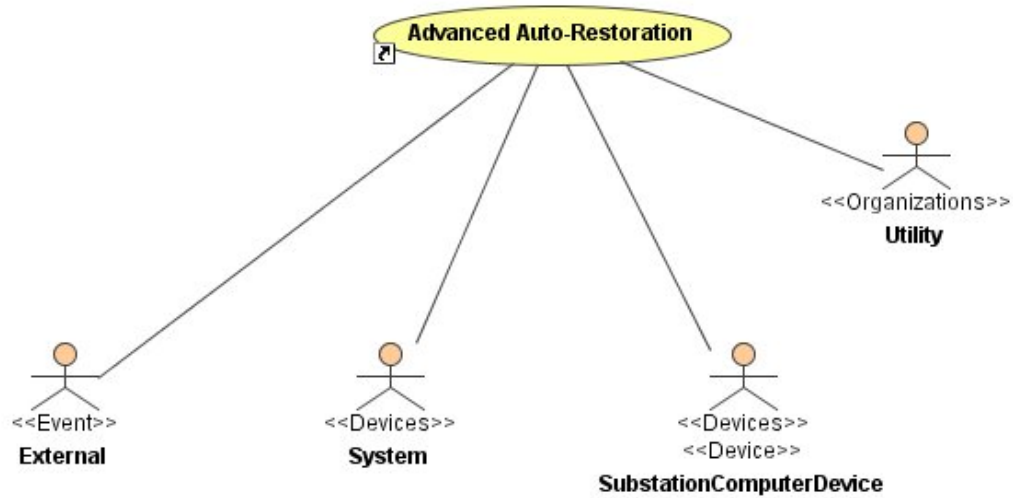 Advanced Auto-Restoration
<<Organizations>>
Utility
<<Event>>
External
<<Devices>>
System
<<Devices>>
<<Device>>
SubstationComputerDevice